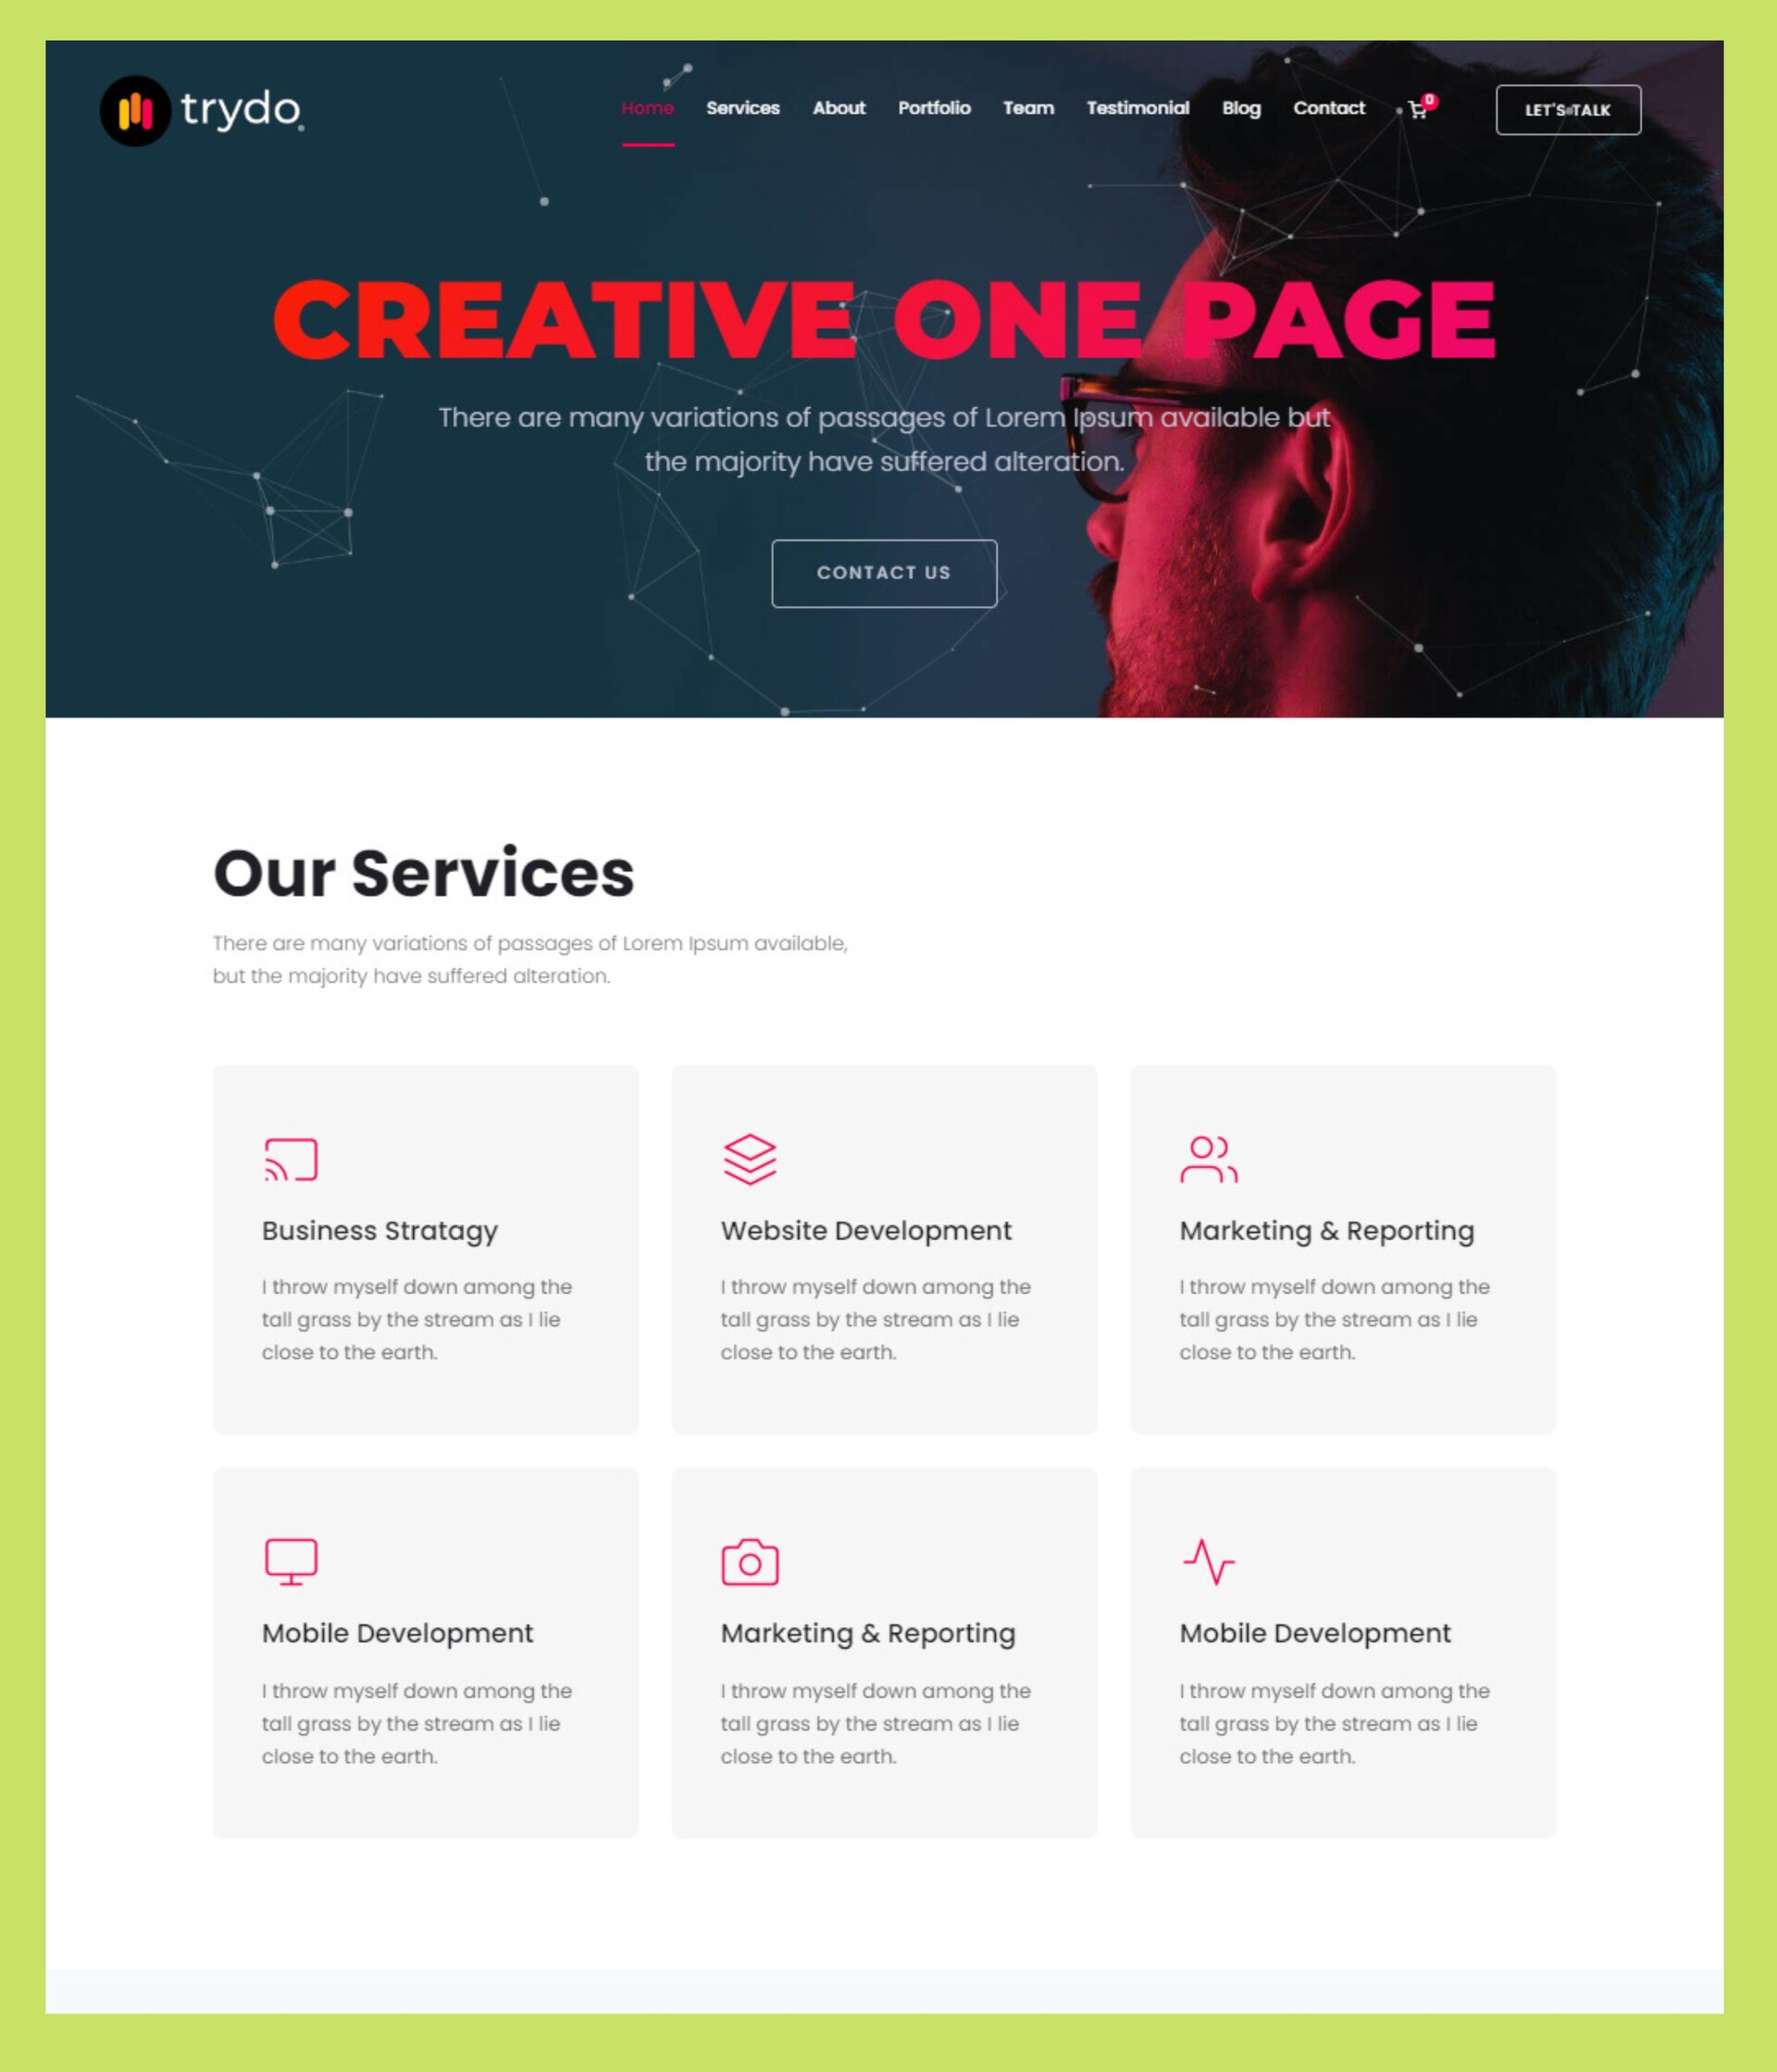 trydo.
Home Services About Portfolio Team Testimonial Blog Contact 0 LET'S TALK
CREATIVE ONE PAGE
There are many variations of passages of Lorem Ipsum available but
the majority have suffered alteration.
CONTACT US
Our Services
There are many variations of passages of Lorem Ipsum available,
but the majority have suffered alteration.
Business Stratagy
I throw myself down among the
tall grass by the stream as I lie
close to the earth.
Website Development
I throw myself down among the
tall grass by the stream as I lie
close to the earth.
Marketing & Reporting
I throw myself down among the
tall grass by the stream as I lie
close to the earth.
Mobile Development
I throw myself down among the
tall grass by the stream as I lie
close to the earth.
Marketing & Reporting
I throw myself down among the
tall grass by the stream as I lie
close to the earth.
Mobile Development
I throw myself down among the
tall grass by the stream as I lie
close to the earth.